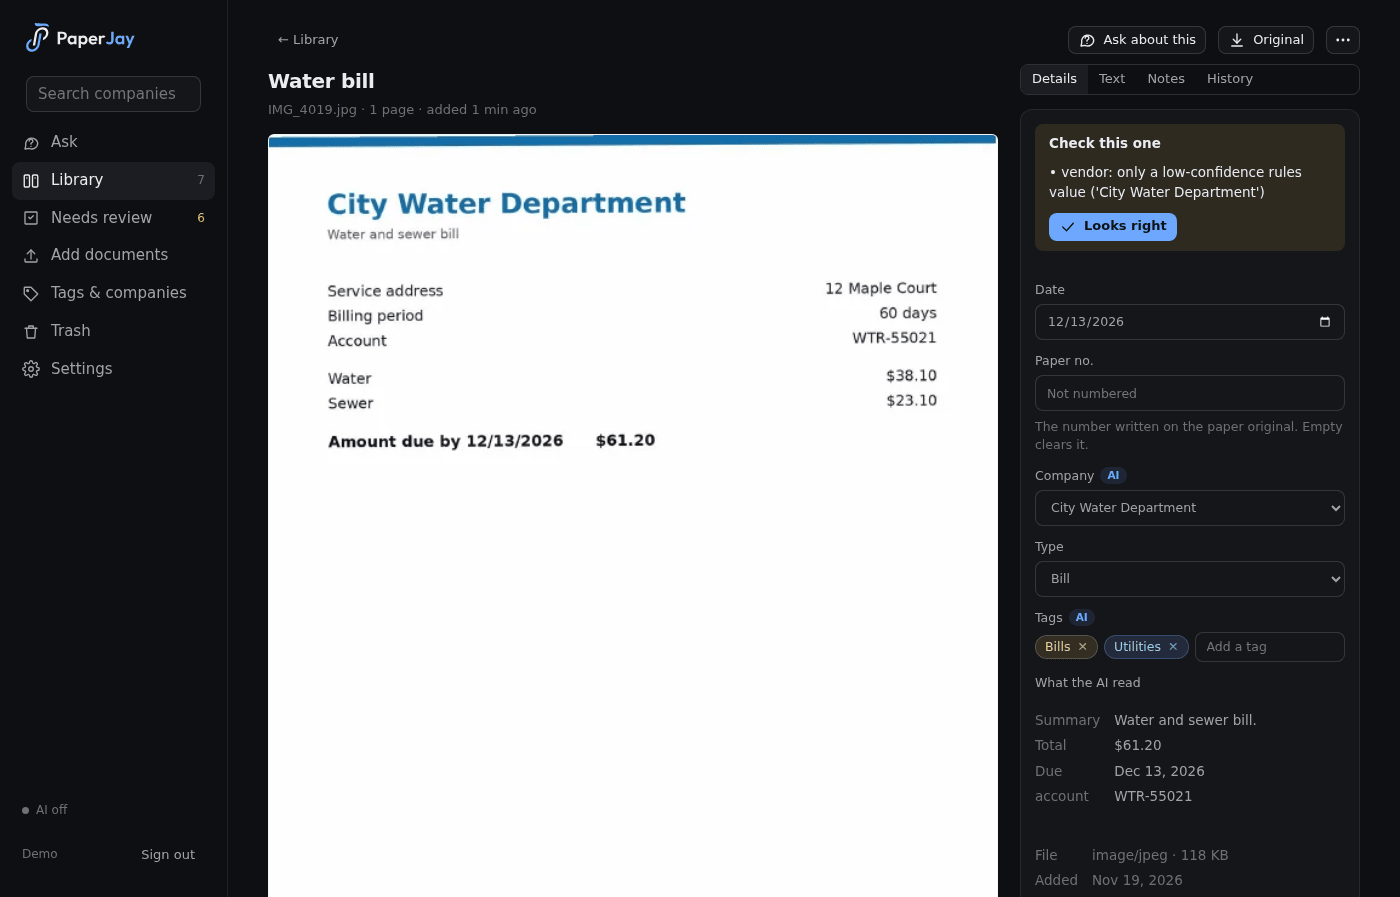 PaperJay
Search companies
Ask
Library 7
Needs review 6
Add documents
Tags & companies
Trash
Settings
AI off
Demo
Sign out
← Library
Ask about this
Original
Water bill
IMG_4019.jpg · 1 page · added 1 min ago
City Water Department
Water and sewer bill
Service address 12 Maple Court
Billing period 60 days
Account WTR-55021
Water $38.10
Sewer $23.10
Amount due by 12/13/2026 $61.20
Details Text Notes History
Check this one
• vendor: only a low-confidence rules
value ('City Water Department')
Looks right
Date
12/13/2026
Paper no.
Not numbered
The number written on the paper original. Empty
clears it.
Company AI
City Water Department
Type
Bill
Tags AI
Bills × Utilities × Add a tag
What the AI read
Summary Water and sewer bill.
Total $61.20
Due Dec 13, 2026
account WTR-55021
File image/jpeg · 118 KB
Added Nov 19, 2026